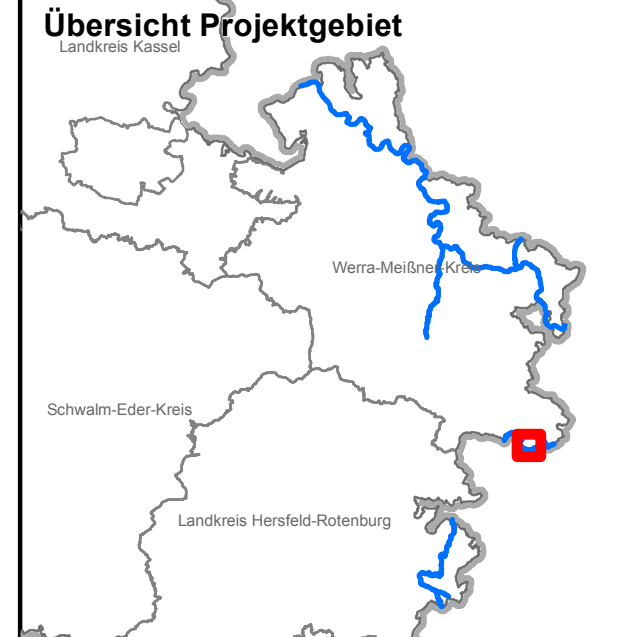 Übersicht Projektgebiet
Landkreis Kassel
Werra-Meißner-Kreis
Schwalm-Eder-Kreis
Landkreis Hersfeld-Rotenburg